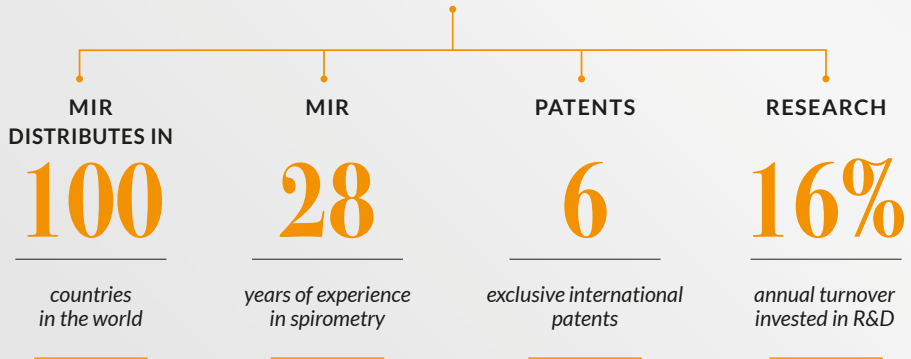 MIR
DISTRIBUTES IN
100
countries
in the world
MIR
28
years of experience
in spirometry
PATENTS
6
exclusive international
patents
RESEARCH
16%
annual turnover
invested in R&D